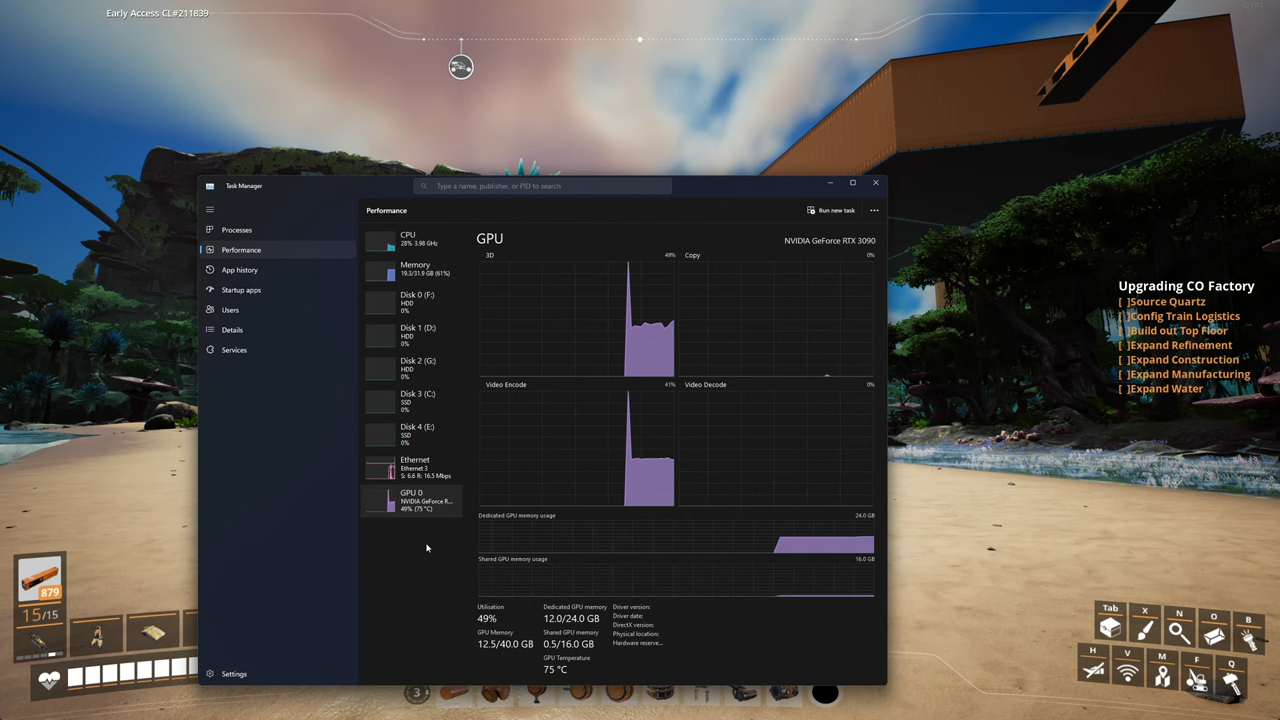 Early Access CL#211839
Task Manager
Type a name, publisher, or PID to search
Processes
Performance
App history
Startup apps
Users
Details
Services
Settings
Performance
Run new task
CPU
28% 3.98 GHz
Memory
19.3/31.9 GB (61%)
Disk 0 (F:)
HDD
0%
Disk 1 (D:)
HDD
0%
Disk 2 (G:)
HDD
0%
Disk 3 (C:)
SSD
0%
Disk 4 (E:)
SSD
0%
Ethernet
Ethernet 3
S: 6.6 R: 16.5 Mbps
GPU 0
NVIDIA GeForce R...
49% (75 °C)
GPU
NVIDIA GeForce RTX 3090
3D 49%
Copy 0%
Video Encode 41%
Video Decode 0%
Dedicated GPU memory usage 24.0 GB
Shared GPU memory usage 16.0 GB
Utilisation
49%
GPU Memory
12.5/40.0 GB
Dedicated GPU memory
12.0/24.0 GB
Shared GPU memory
0.5/16.0 GB
GPU Temperature
75 °C
Driver version:
Driver date:
DirectX version:
Physical location:
Hardware reserve...
Upgrading CO Factory
[ ]Source Quartz
[ ]Config Train Logistics
[ ]Build out Top Floor
[ ]Expand Refinement
[ ]Expand Construction
[ ]Expand Manufacturing
[ ]Expand Water
879
15/15
3
Tab X N O B
H V M F Q